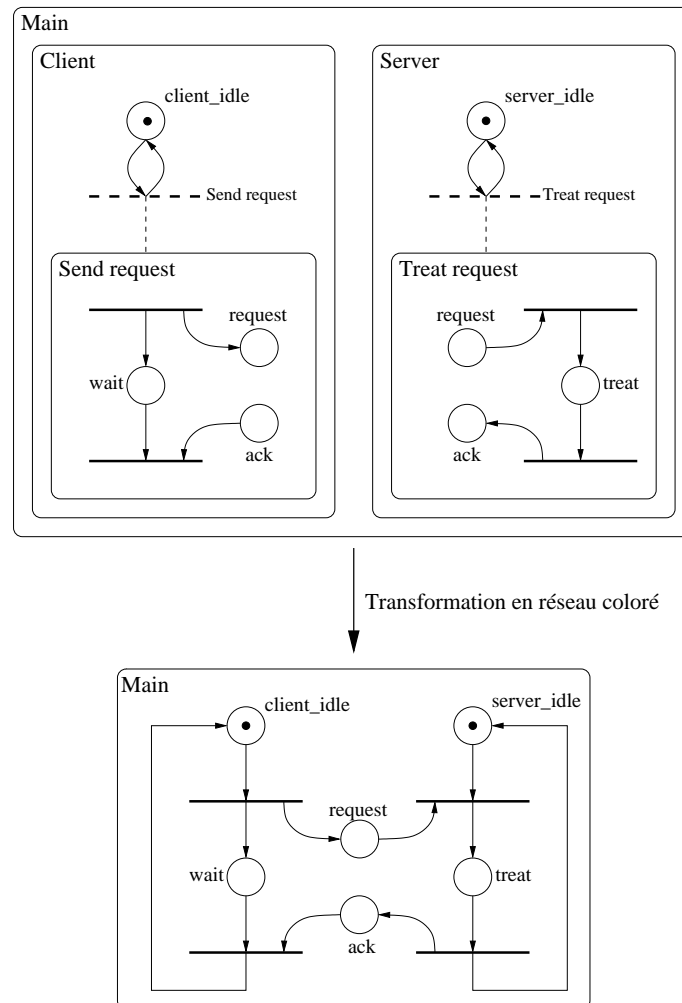 Main
Client
Server
client_idle
server_idle
Send request
Treat request
Send request
Treat request
request
request
wait
treat
ack
ack
Transformation en réseau coloré
Main
client_idle
server_idle
request
wait
treat
ack